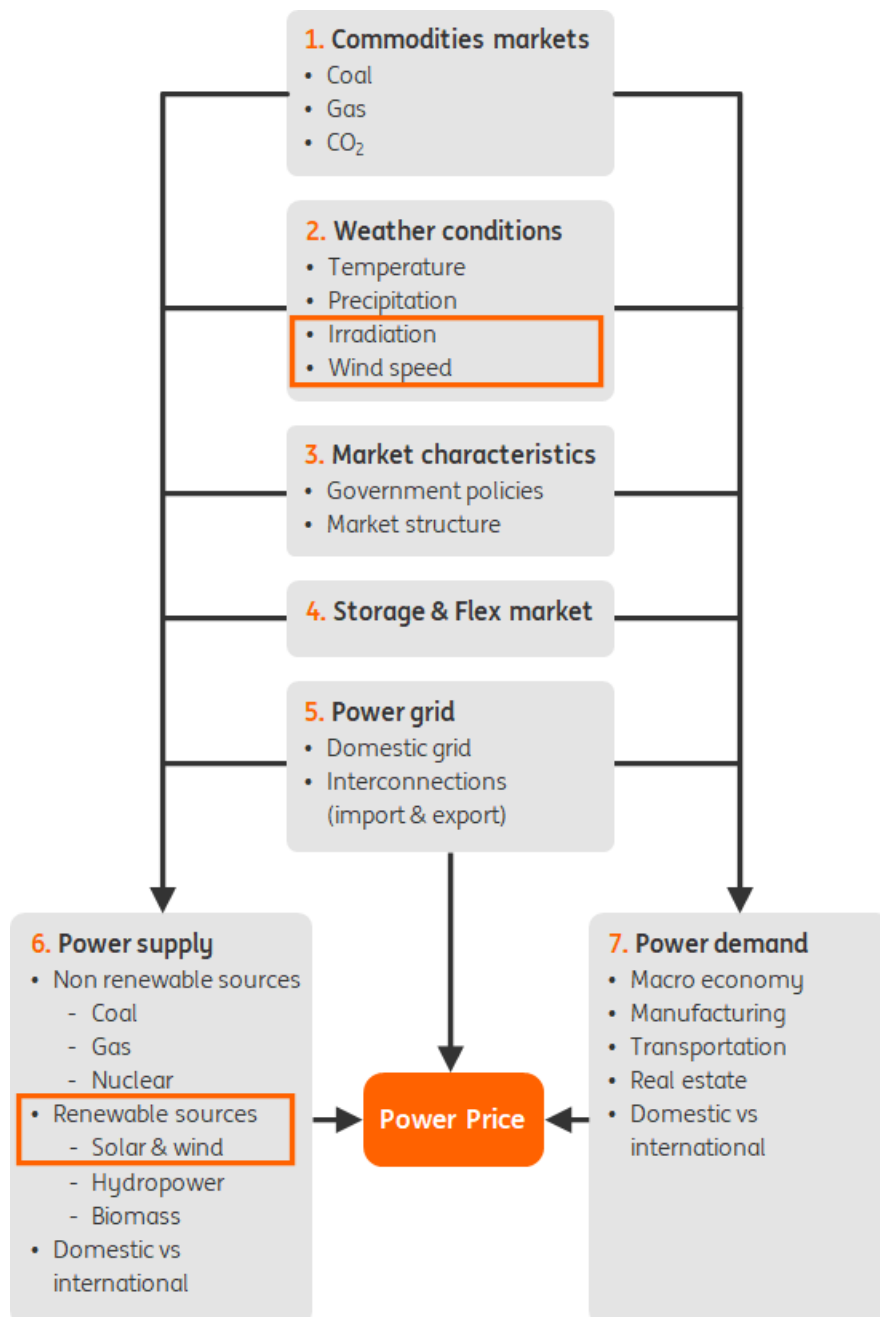 1. Commodities markets
• Coal
• Gas
• CO₂
2. Weather conditions
• Temperature
• Precipitation
• Irradiation
• Wind speed
3. Market characteristics
• Government policies
• Market structure
4. Storage & Flex market
5. Power grid
• Domestic grid
• Interconnections
(import & export)
6. Power supply
• Non renewable sources
- Coal
- Gas
- Nuclear
• Renewable sources
- Solar & wind
- Hydropower
- Biomass
• Domestic vs
international
Power Price
7. Power demand
• Macro economy
• Manufacturing
• Transportation
• Real estate
• Domestic vs
international